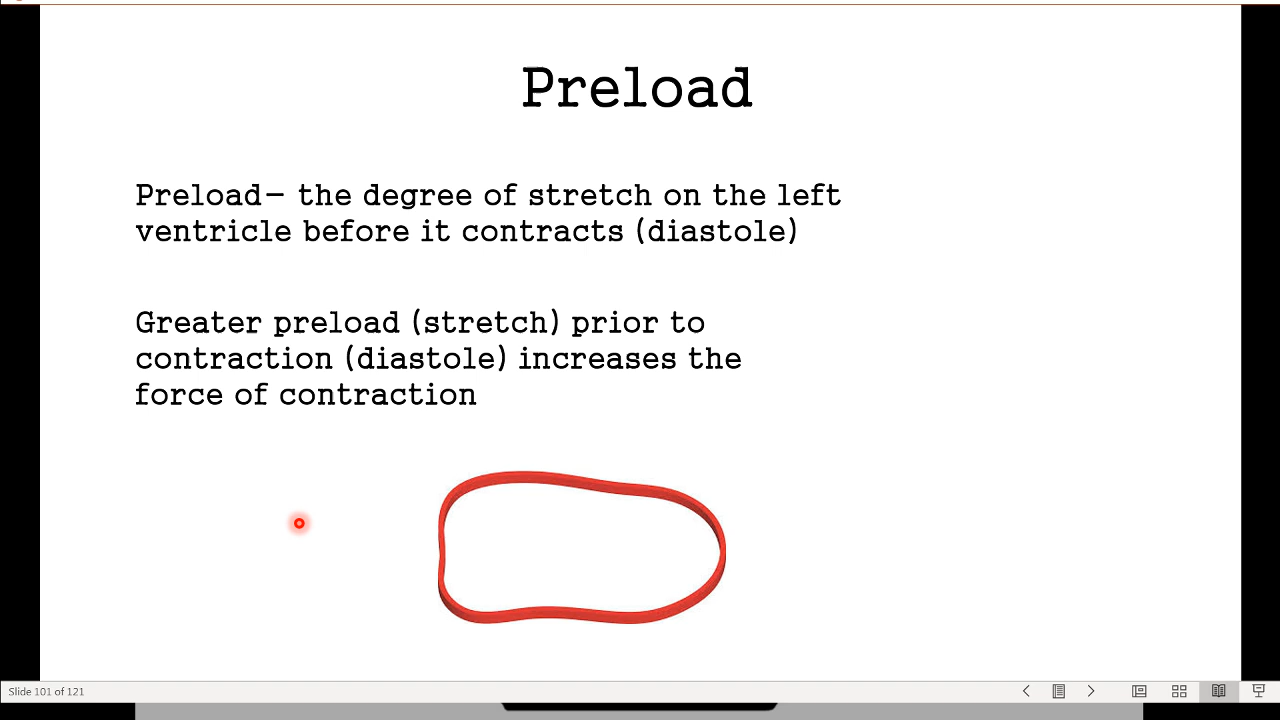 Preload
Preload— the degree of stretch on the left
ventricle before it contracts (diastole)
Greater preload (stretch) prior to
contraction (diastole) increases the
force of contraction
Slide 101 of 121